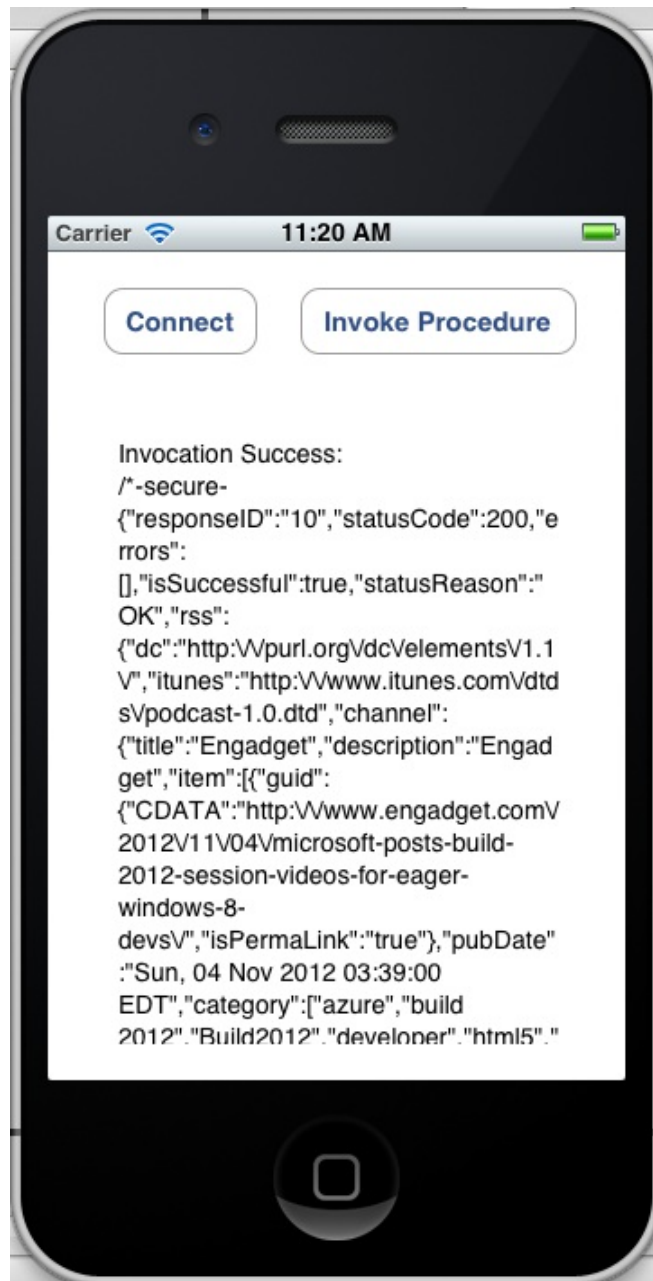 Carrier 11:20 AM
Connect Invoke Procedure
Invocation Success:
/*-secure-
{"responseID":"10","statusCode":200,"e
rrors":
[],"isSuccessful":true,"statusReason":"
OK","rss":
{"dc":"http:\/\/purl.org\/dc\/elements\/1.1
\/","itunes":"http:\/\/www.itunes.com\/dtd
s\/podcast-1.0.dtd","channel":
{"title":"Engadget","description":"Engad
get","item":[{"guid":
{"CDATA":"http:\/\/www.engadget.com\/
2012\/11\/04\/microsoft-posts-build-
2012-session-videos-for-eager-
windows-8-
devs\/","isPermaLink":"true"},"pubDate"
:"Sun, 04 Nov 2012 03:39:00
EDT","category":["azure","build
2012","Build2012","developer","html5","